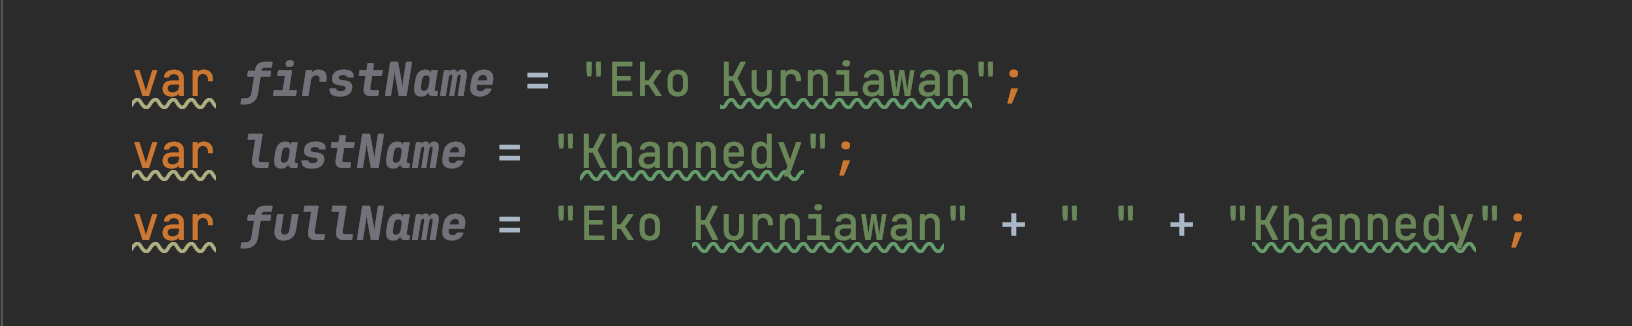 var firstName = "Eko Kurniawan";
var lastName = "Khannedy";
var fullName = "Eko Kurniawan" + " " + "Khannedy";